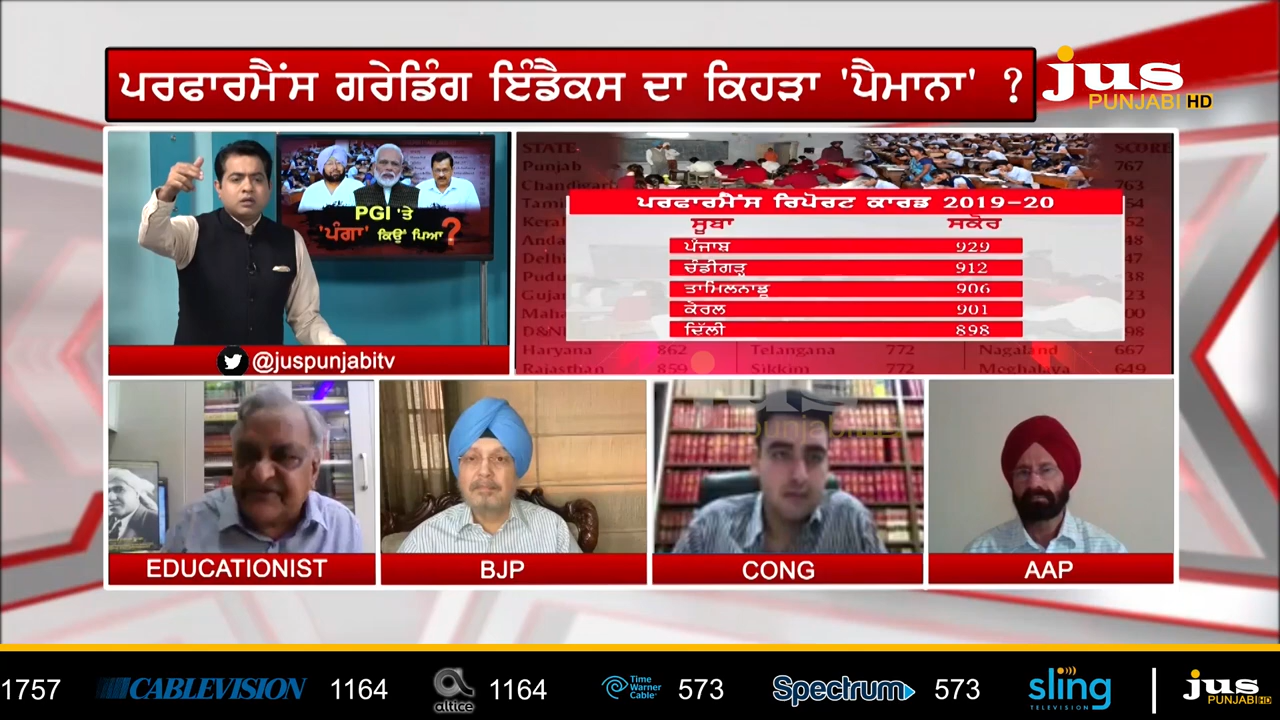 ਪਰਫਾਰਮੈਂਸ ਗਰੇਡਿੰਗ ਇੰਡੈਕਸ ਦਾ ਕਿਹੜਾ 'ਪੈਮਾਨਾ' ?
jus
PUNJABI HD
PGI 'ਤੇ
'ਪੰਗਾ' ਕਿਉਂ ਪਿਆ ?
@juspunjabitv
STATE
SCORE
Punjab
767
Chandigarh
763
ਪਰਫਾਰਮੈਂਸ ਰਿਪੋਰਟ ਕਾਰਡ 2019-20
ਸੂਬਾ ਸਕੋਰ
ਪੰਜਾਬ 929
ਚੰਡੀਗੜ੍ਹ 912
ਤਾਮਿਲਨਾਡੂ 906
ਕੇਰਲ 901
ਦਿੱਲੀ 898
Haryana 862 Telangana 772 Nagaland 667
Rajasthan 859 Sikkim 772 Meghalaya 649
EDUCATIONIST
BJP
CONG
AAP
1757 CABLEVISION 1164 altice 1164 Time Warner Cable 573 Spectrum 573 sling TELEVISION jus PUNJABI HD